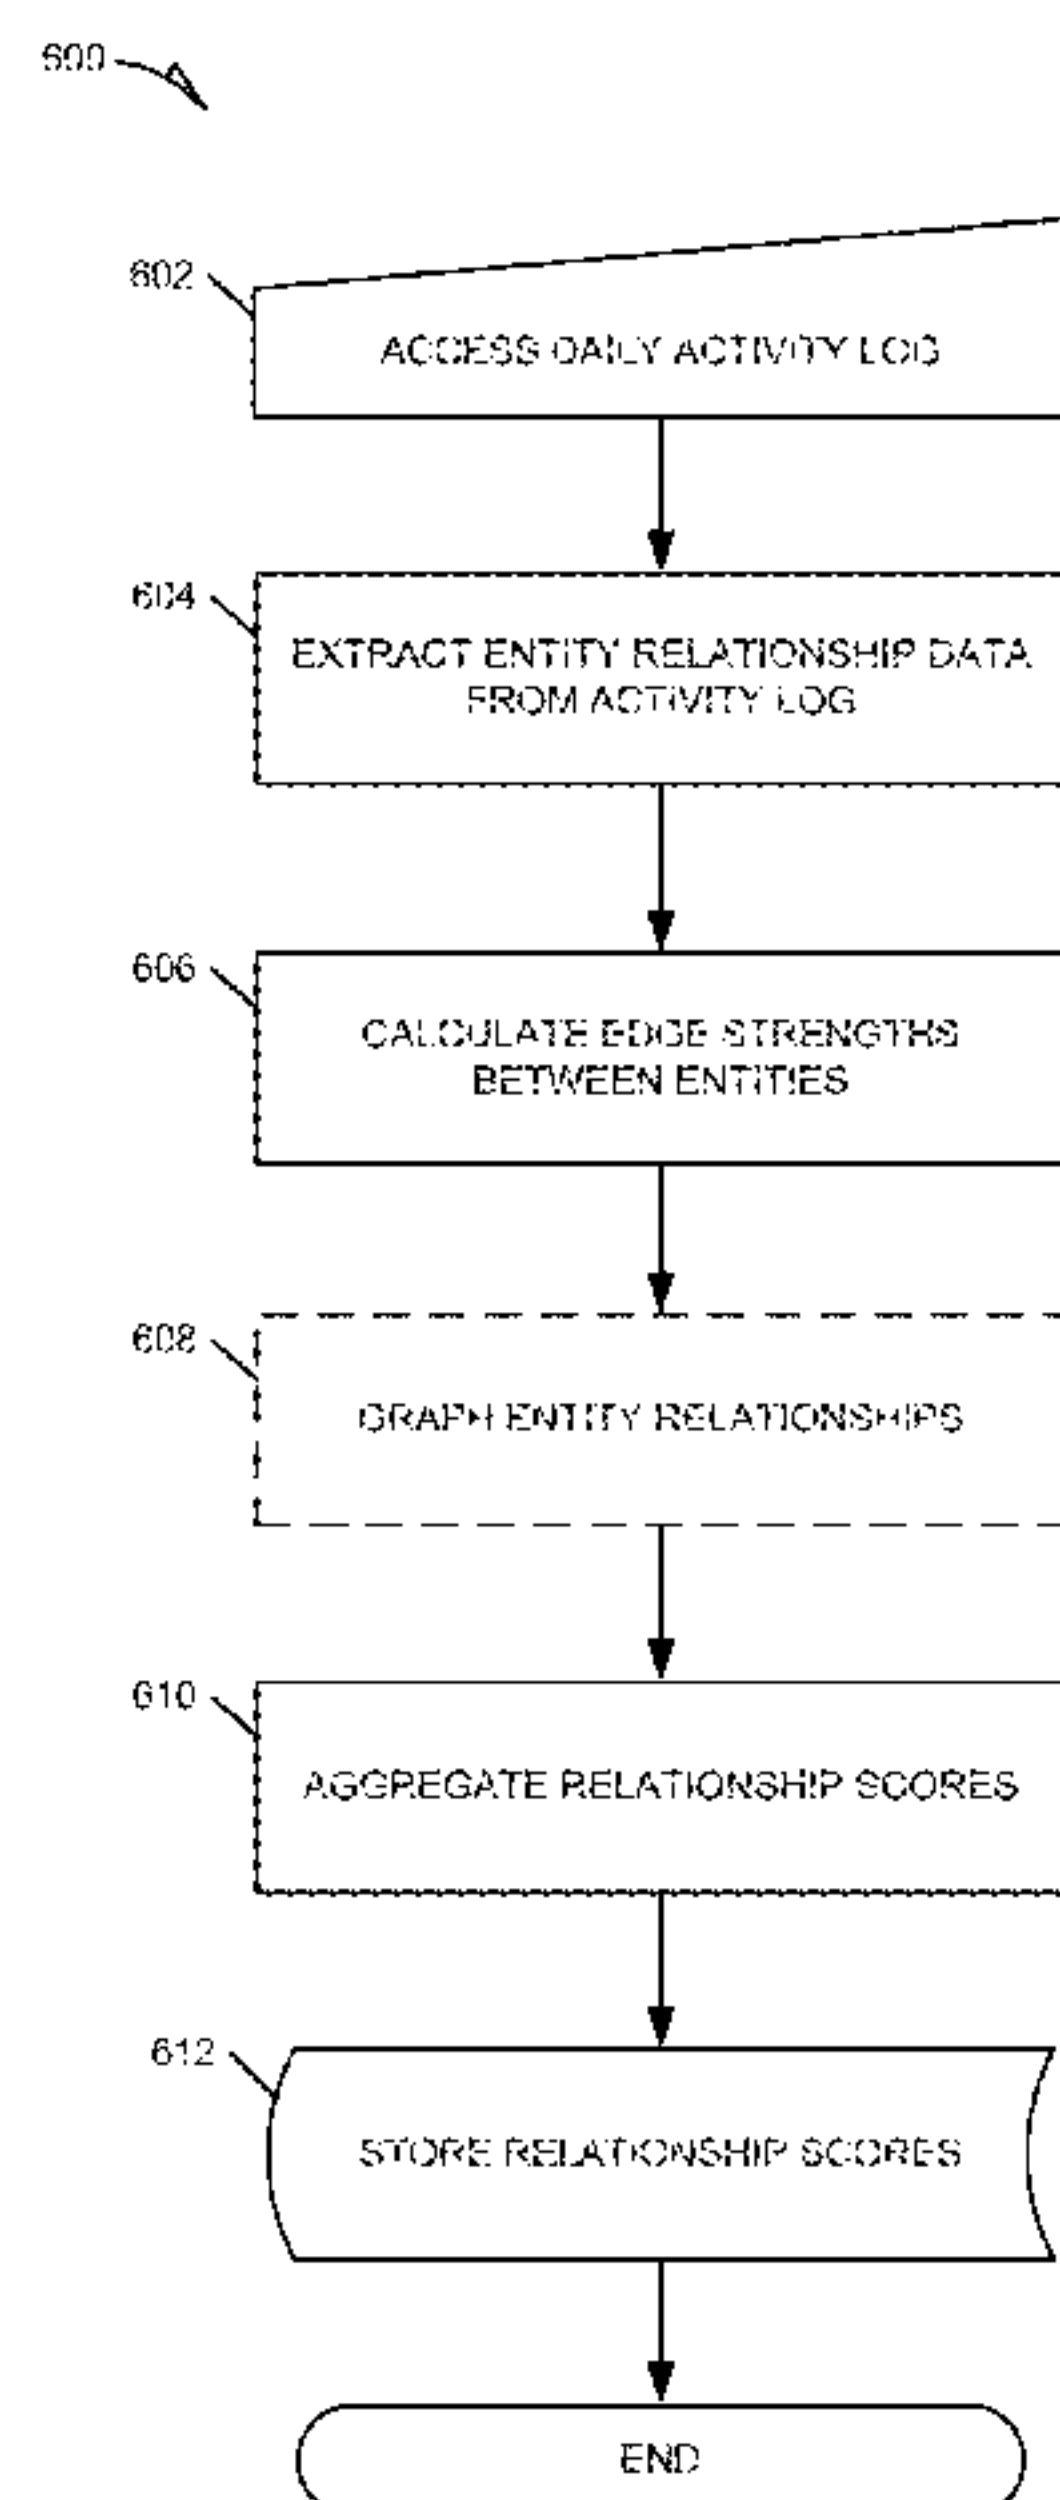 600
602
ACCESS DAILY ACTIVITY LOG
604
EXTRACT ENTITY RELATIONSHIP DATA
FROM ACTIVITY LOG
606
CALCULATE EDGE STRENGTHS
BETWEEN ENTITIES
608
GRAPH ENTITY RELATIONSHIPS
610
AGGREGATE RELATIONSHIP SCORES
612
STORE RELATIONSHIP SCORES
END